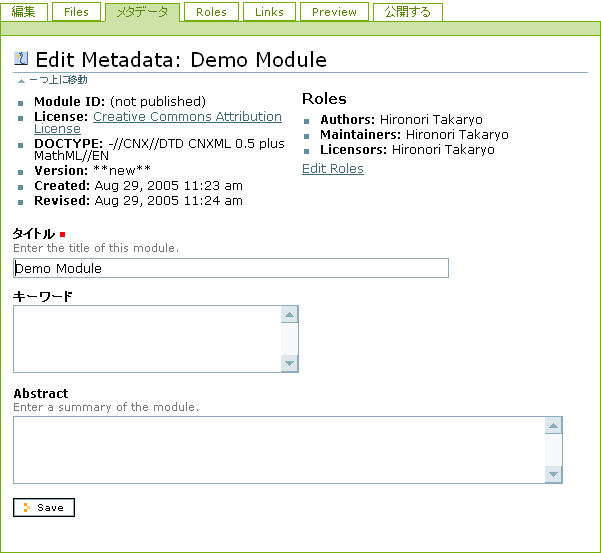 編集 Files メタデータ Roles Links Preview 公開する
Edit Metadata: Demo Module
一つ上に移動
Module ID: (not published)
License: Creative Commons Attribution
License
DOCTYPE: -//CNX//DTD CNXML 0.5 plus
MathML//EN
Version: **new**
Created: Aug 29, 2005 11:23 am
Revised: Aug 29, 2005 11:24 am
Roles
Authors: Hironori Takaryo
Maintainers: Hironori Takaryo
Licensors: Hironori Takaryo
Edit Roles
タイトル
Enter the title of this module.
Demo Module
キーワード
Abstract
Enter a summary of the module.
Save